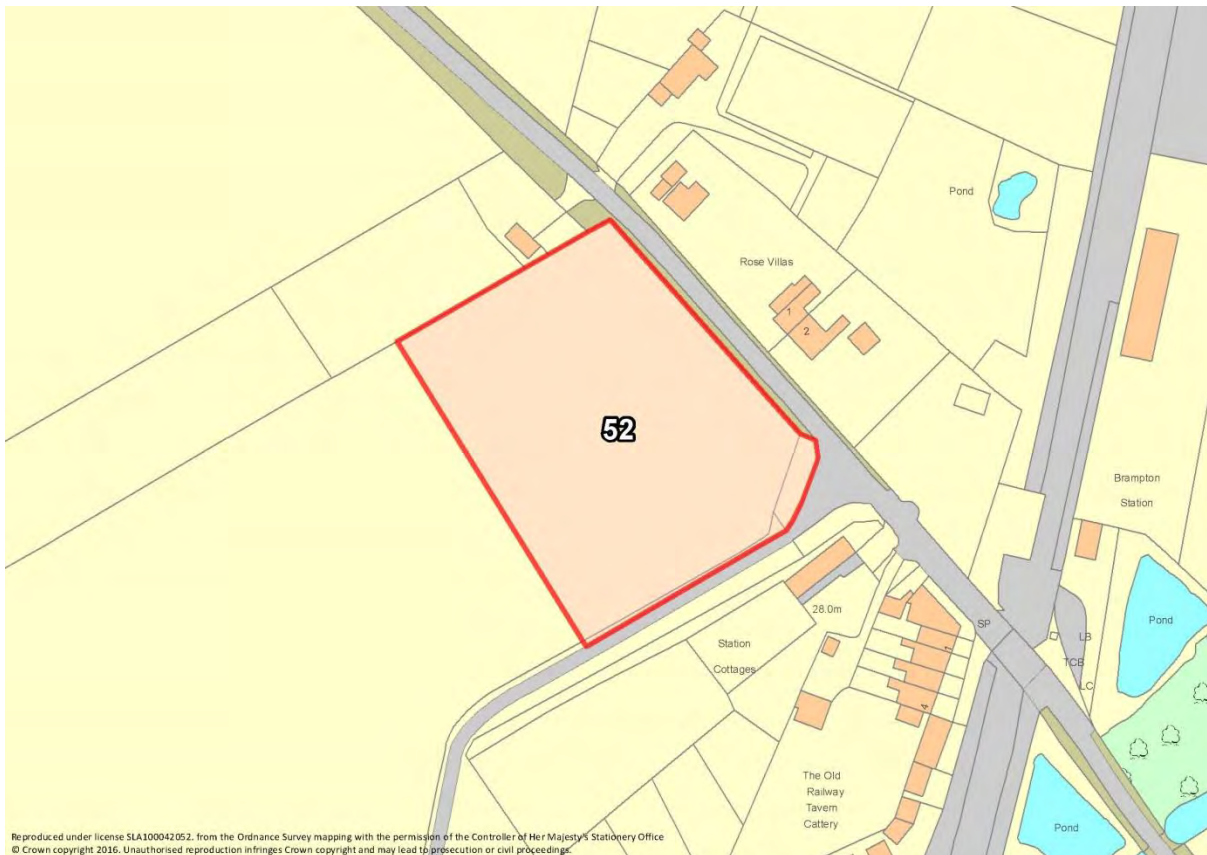 Pond
Rose Villas
1
2
52
Brampton
Station
28.0m
SP
Station
Cottages
1
4
LB
TCB
LC
Pond
The Old
Railway
Tavern
Cattery
Pond
Reproduced under license SLA100042052. from the Ordnance Survey mapping with the permission of the Controller of Her Majesty's Stationery Office
© Crown copyright 2016. Unauthorised reproduction infringes Crown copyright and may lead to prosecution or civil proceedings.